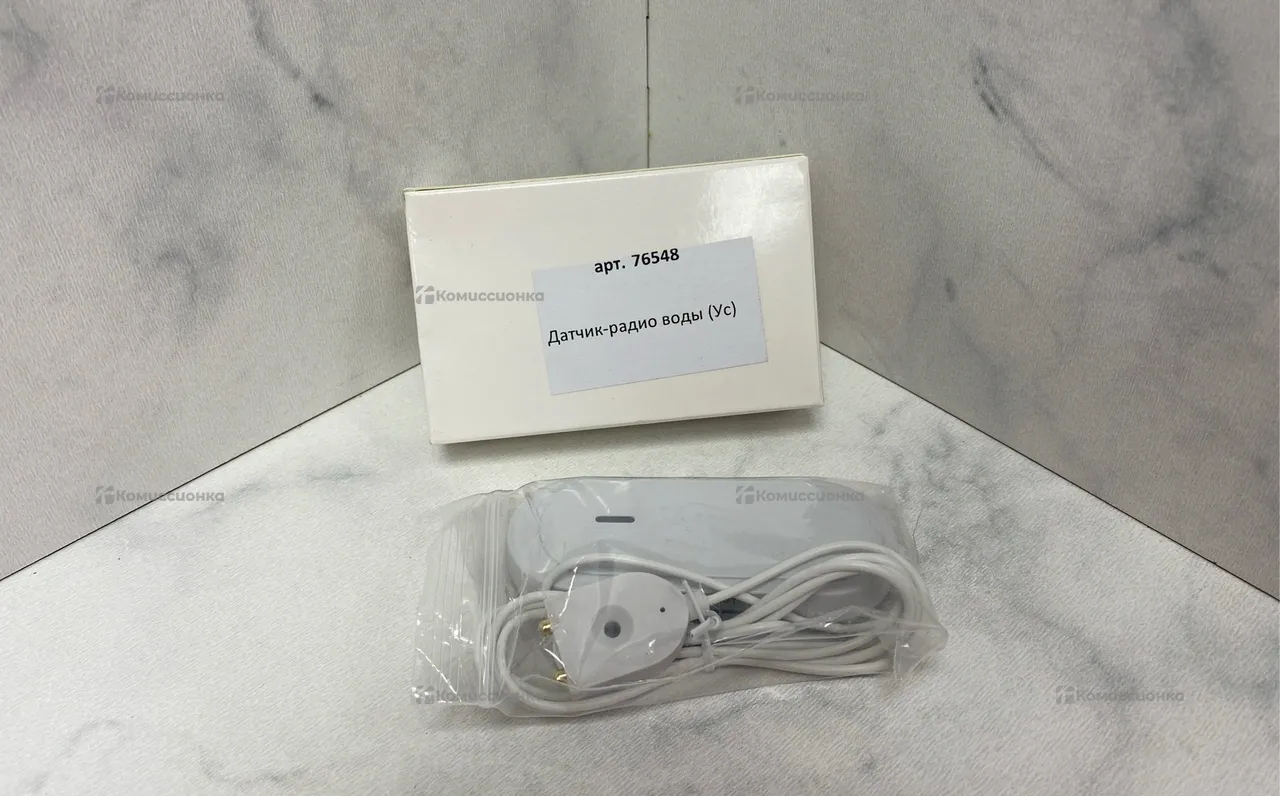 Комиссионка
Комиссионка
арт. 76548
Комиссионка
Датчик-радио воды (Ус)
Комиссионка
Комиссионка
Комиссионка
Комиссионка